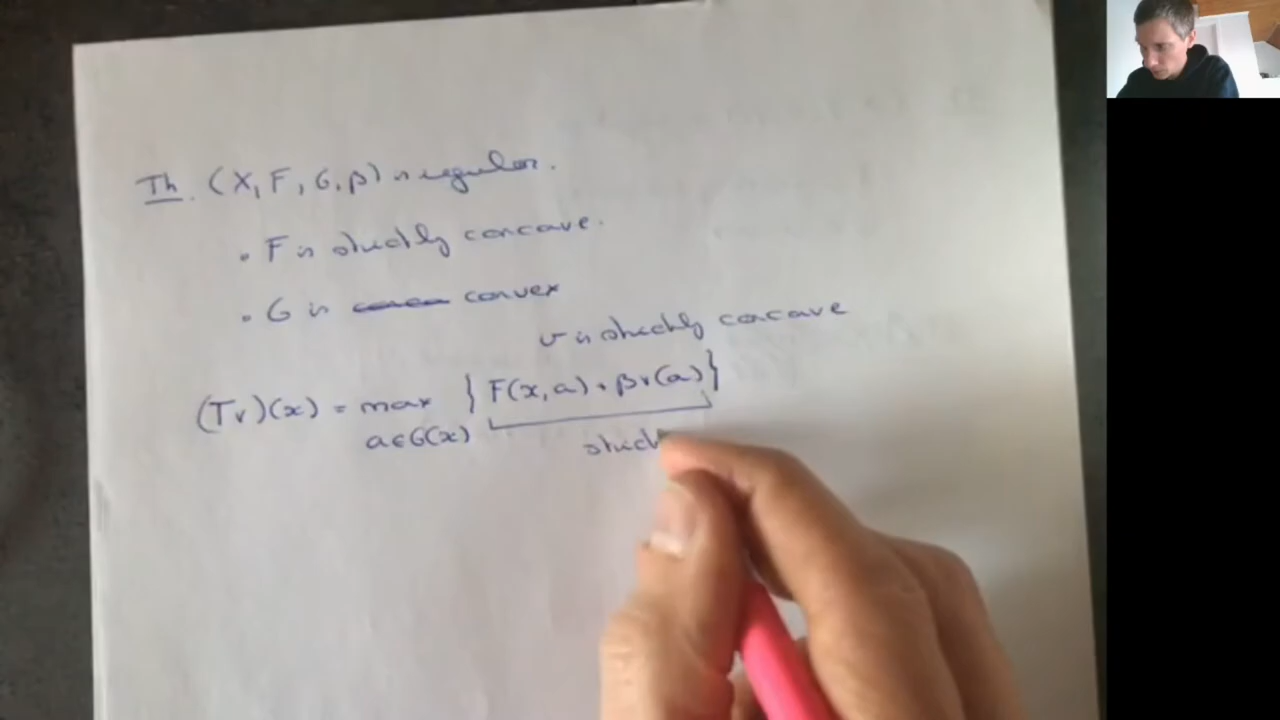 Th. (X, F, G, β) is regular.
• F is strictly concave.
• G is convex
v is strictly concave
(Tv)(x) = max { F(x,a) + βv(a) }
a∈G(x)